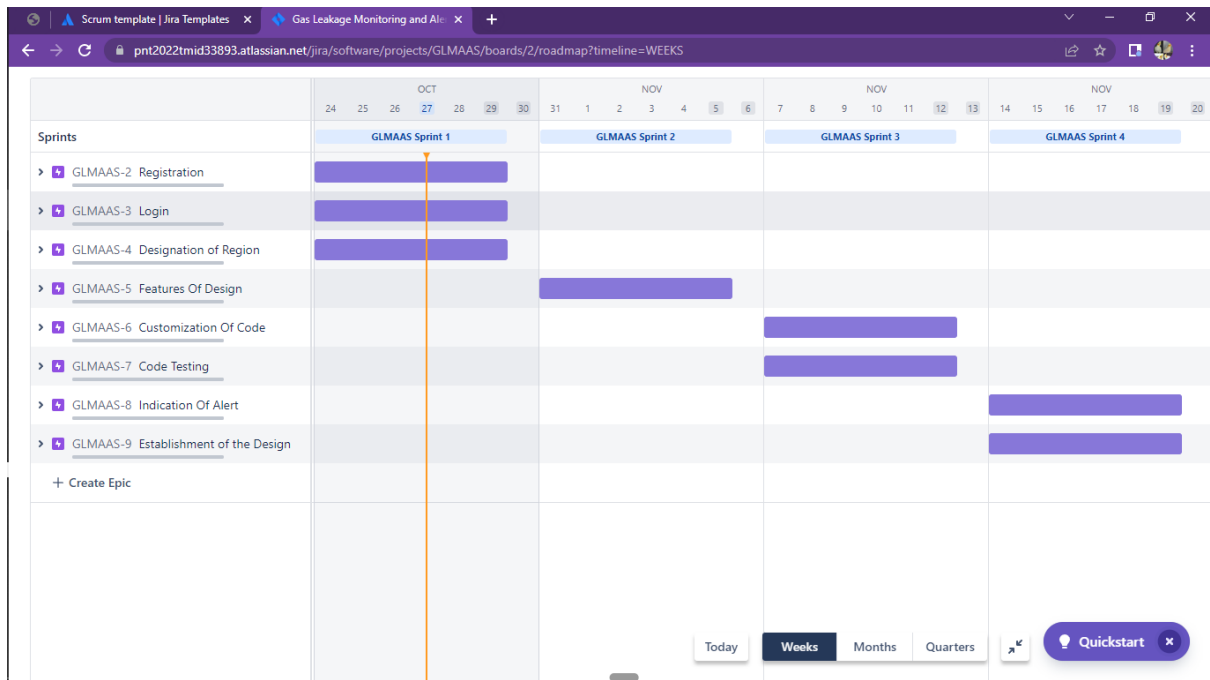 Scrum template | Jira Templates
Gas Leakage Monitoring and Ale
pnt2022tmid33893.atlassian.net/jira/software/projects/GLMAAS/boards/2/roadmap?timeline=WEEKS
OCT NOV NOV NOV
24 25 26 27 28 29 30 31 1 2 3 4 5 6 7 8 9 10 11 12 13 14 15 16 17 18 19 20
Sprints GLMAAS Sprint 1 GLMAAS Sprint 2 GLMAAS Sprint 3 GLMAAS Sprint 4
GLMAAS-2 Registration
GLMAAS-3 Login
GLMAAS-4 Designation of Region
GLMAAS-5 Features Of Design
GLMAAS-6 Customization Of Code
GLMAAS-7 Code Testing
GLMAAS-8 Indication Of Alert
GLMAAS-9 Establishment of the Design
+ Create Epic
Today Weeks Months Quarters Quickstart